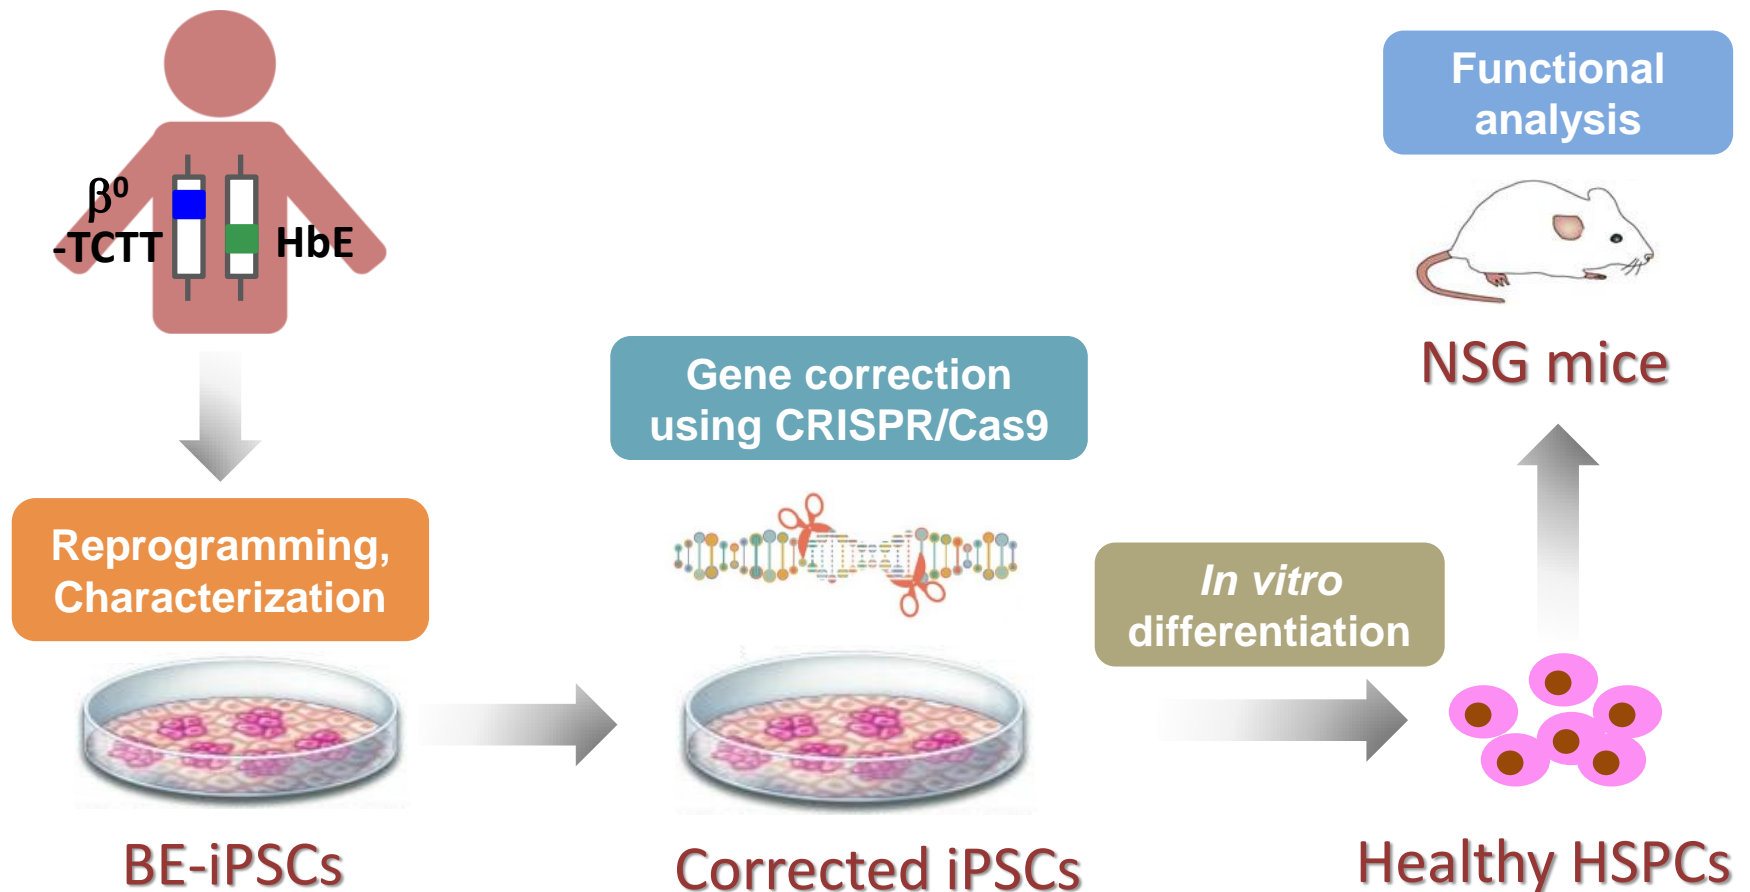 β⁰
-TCTT
HbE
Reprogramming,
Characterization
BE-iPSCs
Gene correction
using CRISPR/Cas9
Corrected iPSCs
In vitro
differentiation
Healthy HSPCs
Functional
analysis
NSG mice